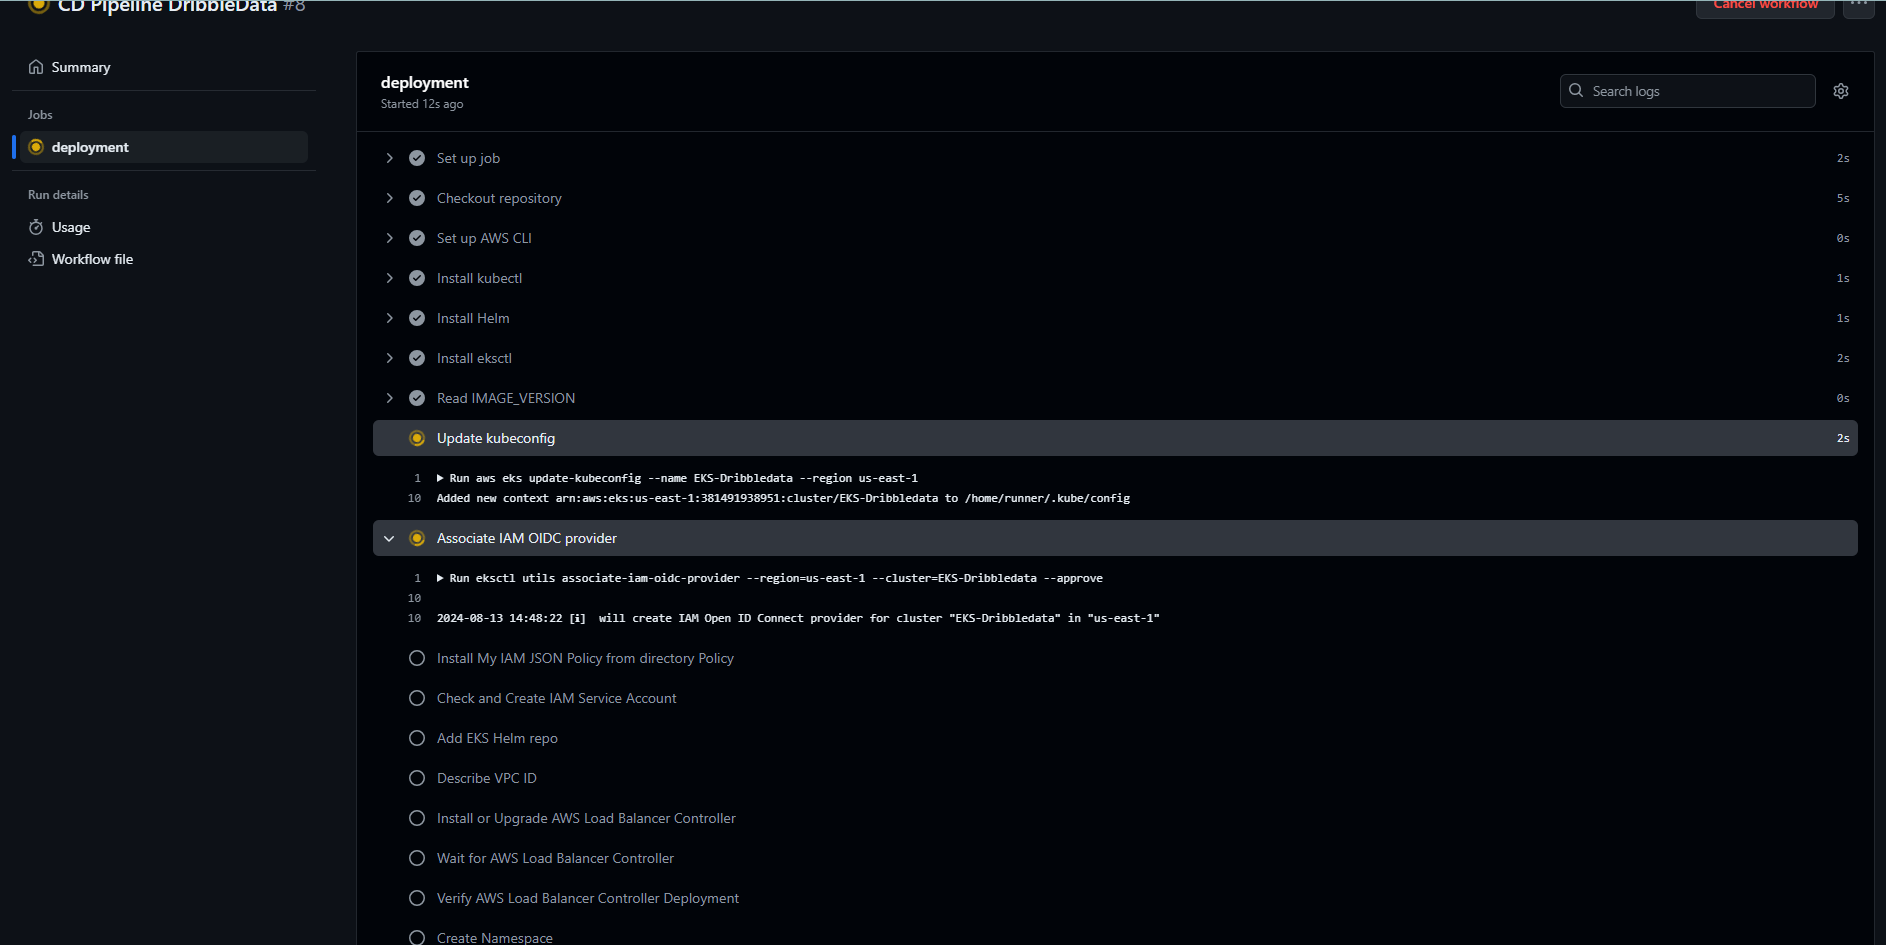 CD Pipeline DribbleData #8
Cancel workflow
Summary
Jobs
deployment
Run details
Usage
Workflow file
deployment
Started 12s ago
Search logs
Set up job 2s
Checkout repository 5s
Set up AWS CLI 0s
Install kubectl 1s
Install Helm 1s
Install eksctl 2s
Read IMAGE_VERSION 0s
Update kubeconfig 2s
1 Run aws eks update-kubeconfig --name EKS-Dribbledata --region us-east-1
10 Added new context arn:aws:eks:us-east-1:381491938951:cluster/EKS-Dribbledata to /home/runner/.kube/config
Associate IAM OIDC provider
1 Run eksctl utils associate-iam-oidc-provider --region=us-east-1 --cluster=EKS-Dribbledata --approve
10
10 2024-08-13 14:48:22 [ℹ] will create IAM Open ID Connect provider for cluster "EKS-Dribbledata" in "us-east-1"
Install My IAM JSON Policy from directory Policy
Check and Create IAM Service Account
Add EKS Helm repo
Describe VPC ID
Install or Upgrade AWS Load Balancer Controller
Wait for AWS Load Balancer Controller
Verify AWS Load Balancer Controller Deployment
Create Namespace